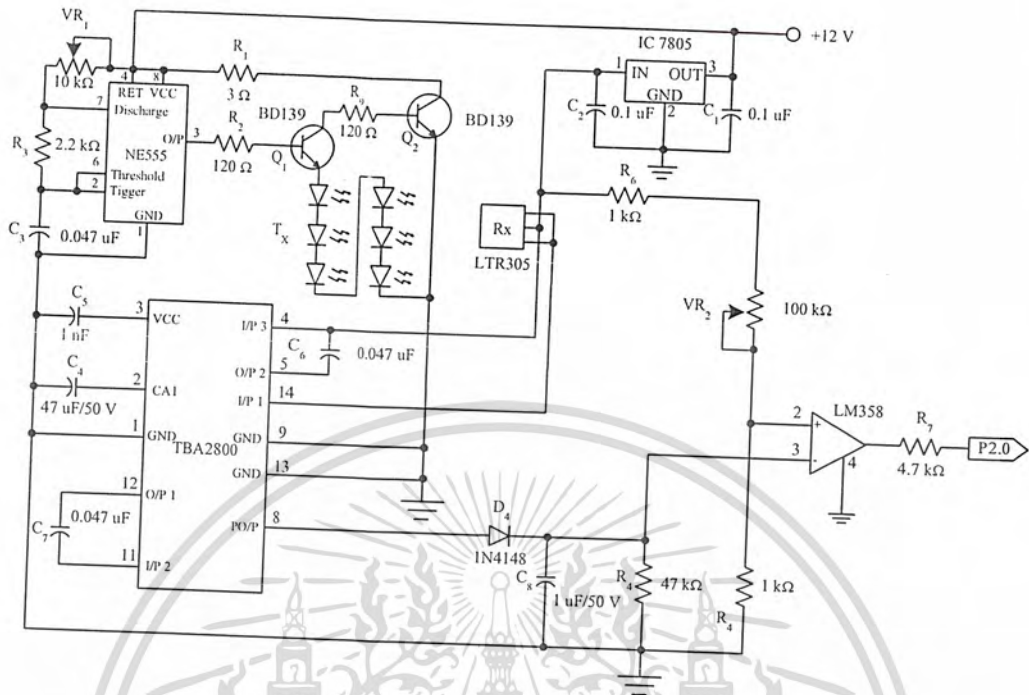 VR1
10 kΩ
R3
2.2 kΩ
C3
0.047 uF
4
8
RET VCC
7
Discharge
NE555
O/P
3
6
Threshold
2
Tigger
GND
1
R1
3 Ω
R2
120 Ω
BD139
Q1
R9
120 Ω
Q2
BD139
TX
+12 V
IC 7805
1
IN
OUT
3
GND
2
C2
0.1 uF
C1
0.1 uF
R6
1 kΩ
Rx
LTR305
VR2
100 kΩ
C5
1 nF
3
VCC
C4
47 uF/50 V
2
CA1
1
GND
TBA2800
12
O/P 1
C7
0.047 uF
11
I/P 2
I/P 3
4
C6
0.047 uF
O/P 2
5
I/P 1
14
GND
9
GND
13
PO/P
8
D4
1N4148
C8
1 uF/50 V
R4
47 kΩ
1 kΩ
R4
LM358
2
+
3
-
4
R7
4.7 kΩ
P2.0